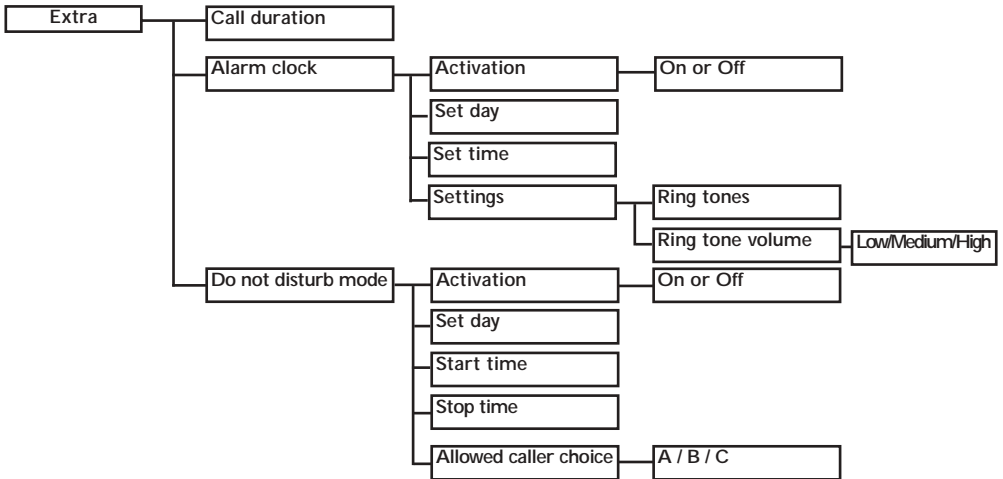 Extra
Call duration
Alarm clock
Activation
On or Off
Set day
Set time
Settings
Ring tones
Ring tone volume
Low/Medium/High
Do not disturb mode
Activation
On or Off
Set day
Start time
Stop time
Allowed caller choice
A / B / C